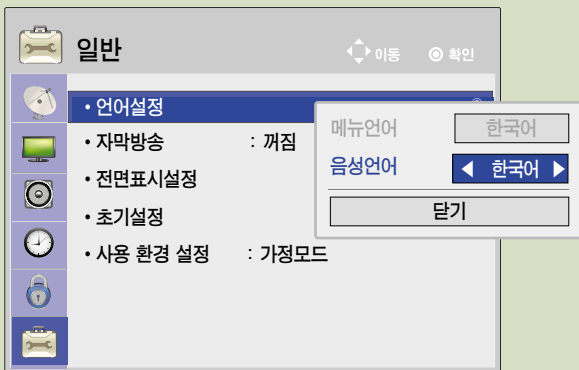 일반
이동 확인
• 언어설정
• 자막방송 : 꺼짐
• 전면표시설정
• 초기설정
• 사용 환경 설정 : 가정모드
메뉴언어 한국어
음성언어 ◀ 한국어 ▶
닫기